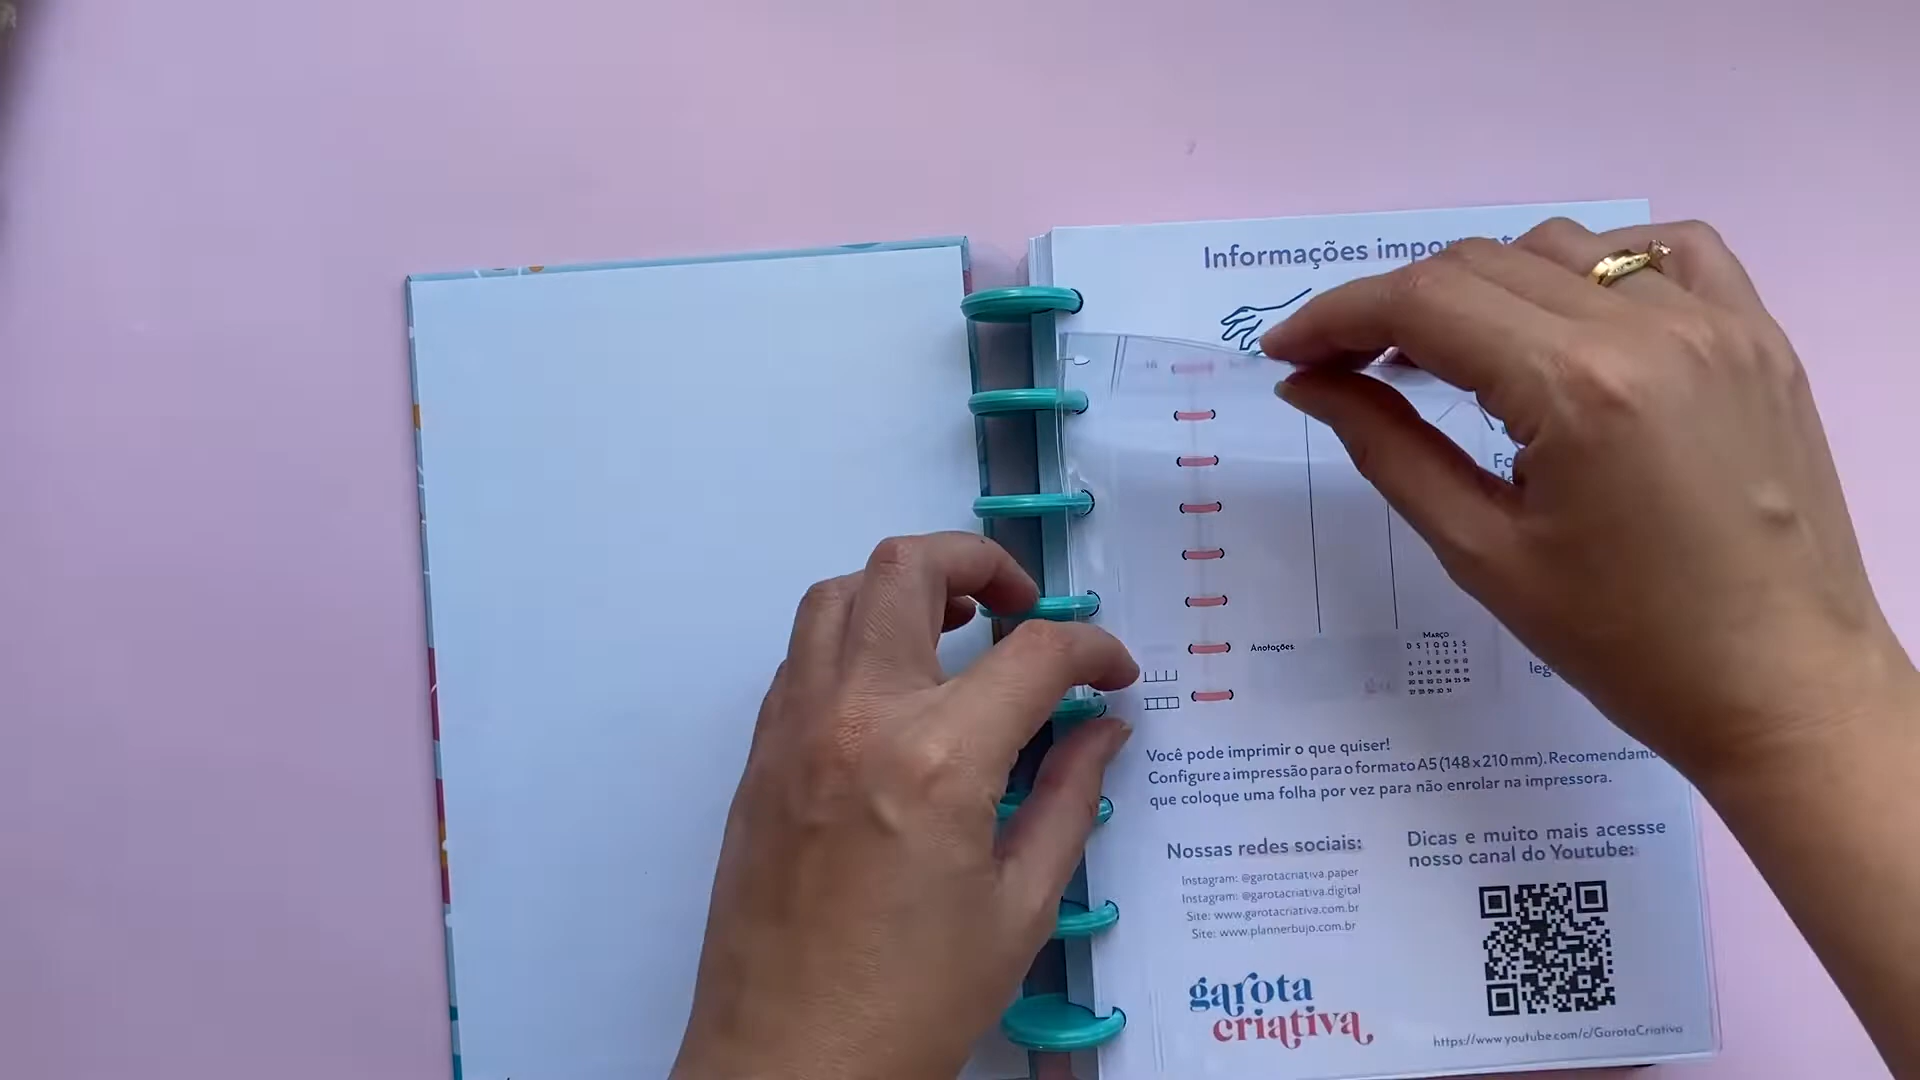 Informações
Anotações
MARÇO
D S T Q Q S S
Você pode imprimir o que quiser!
Configure a impressão para o formato A5 (148 x 210 mm). Recomendamo
que coloque uma folha por vez para não enrolar na impressora.
Nossas redes sociais:
Instagram: @garotacriativa.paper
Instagram: @garotacriativa.digital
Site: www.garotacriativa.com.br
Site: www.plannerbujo.com.br
Dicas e muito mais acessse
nosso canal do Youtube:
garota
criativa
https://www.youtube.com/c/GarotaCriativa